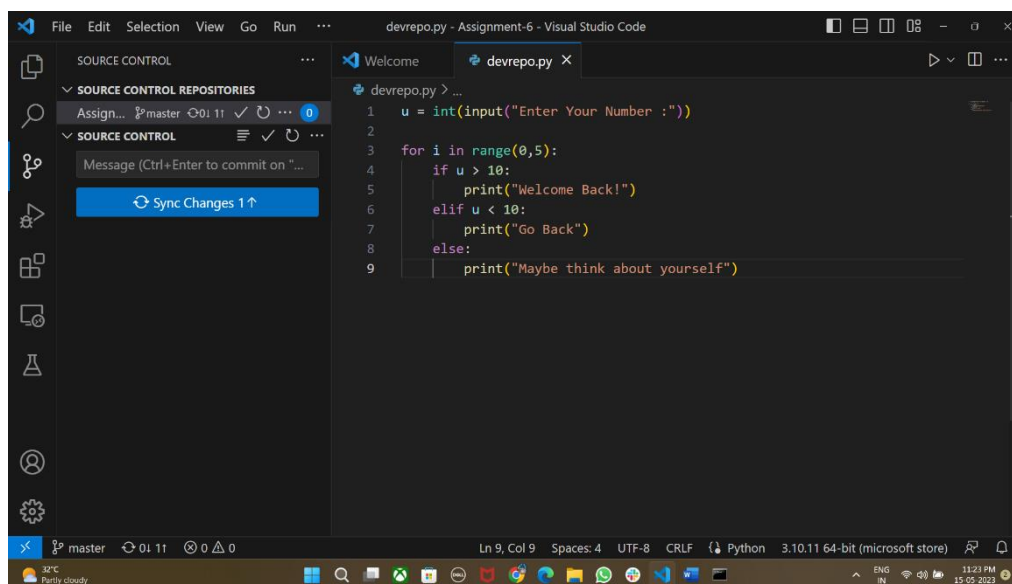 File Edit Selection View Go Run ··· devrepo.py - Assignment-6 - Visual Studio Code
SOURCE CONTROL ···
SOURCE CONTROL REPOSITORIES
Assign... master 0↓ 1↑ ··· 0
SOURCE CONTROL ···
Message (Ctrl+Enter to commit on "...
Sync Changes 1↑
Welcome devrepo.py
devrepo.py > ...
1 u = int(input("Enter Your Number :"))
2
3 for i in range(0,5):
4 if u > 10:
5 print("Welcome Back!")
6 elif u < 10:
7 print("Go Back")
8 else:
9 print("Maybe think about yourself")
master 0↓ 1↑ 0 0 Ln 9, Col 9 Spaces: 4 UTF-8 CRLF Python 3.10.11 64-bit (microsoft store)
32°C
Partly cloudy
ENG
IN
11:23 PM
15-05-2023